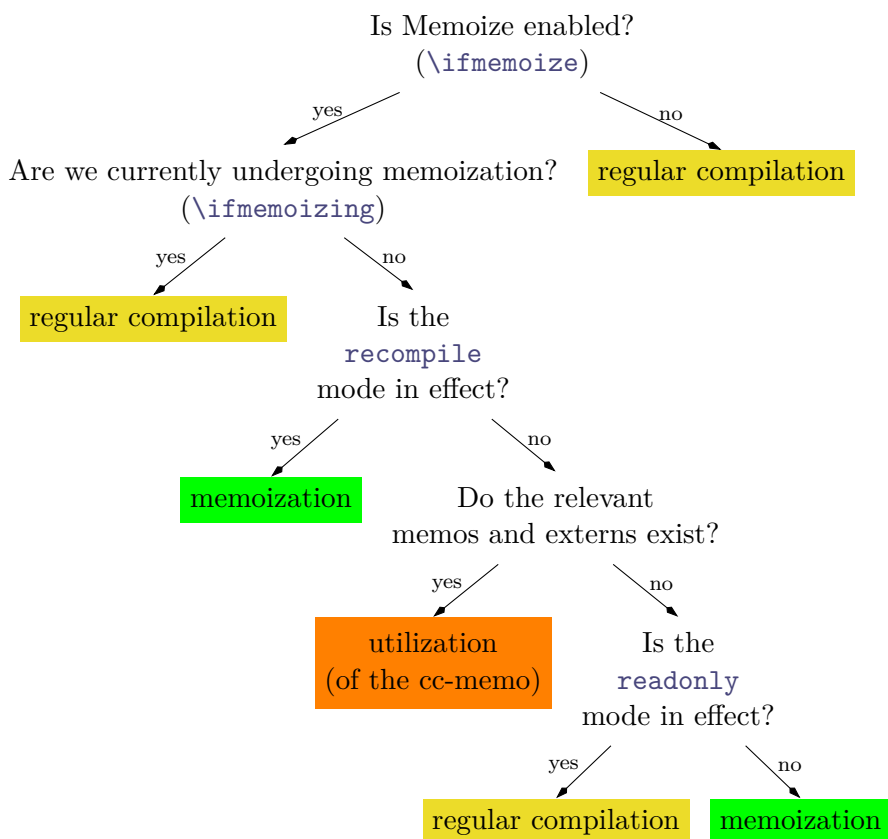 Is Memoize enabled?
(\ifmemoize)
yes
no
Are we currently undergoing memoization?
(\ifmemoizing)
regular compilation
yes
no
regular compilation
Is the
recompile
mode in effect?
yes
no
memoization
Do the relevant
memos and externs exist?
yes
no
utilization
(of the cc-memo)
Is the
readonly
mode in effect?
yes
no
regular compilation
memoization